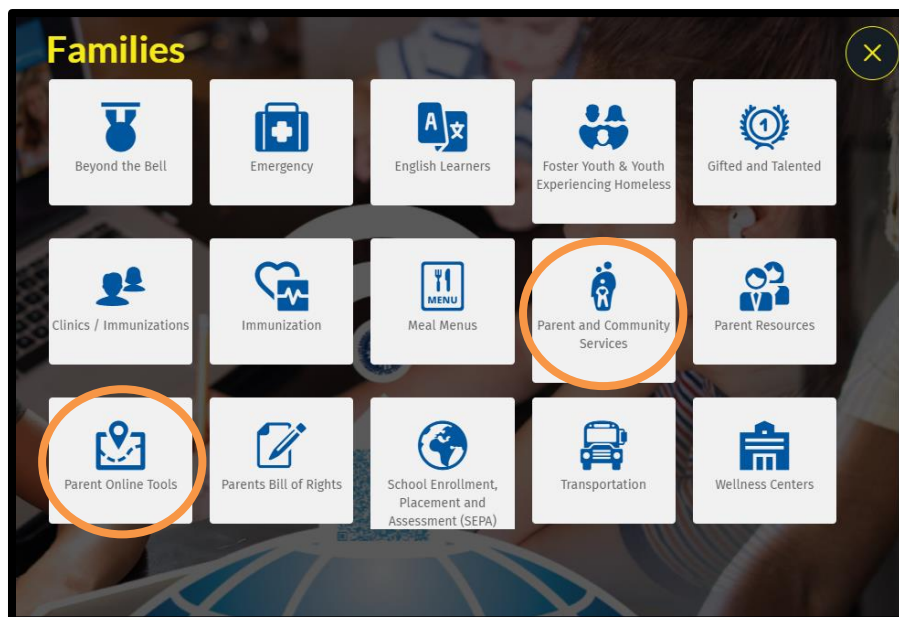 Families
Beyond the Bell
Emergency
A
English Learners
Foster Youth & Youth
Experiencing Homeless
1
Gifted and Talented
Clinics / Immunizations
Immunization
MENU
Meal Menus
Parent and Community
Services
Parent Resources
Parent Online Tools
Parents Bill of Rights
School Enrollment,
Placement and
Assessment (SEPA)
Transportation
Wellness Centers